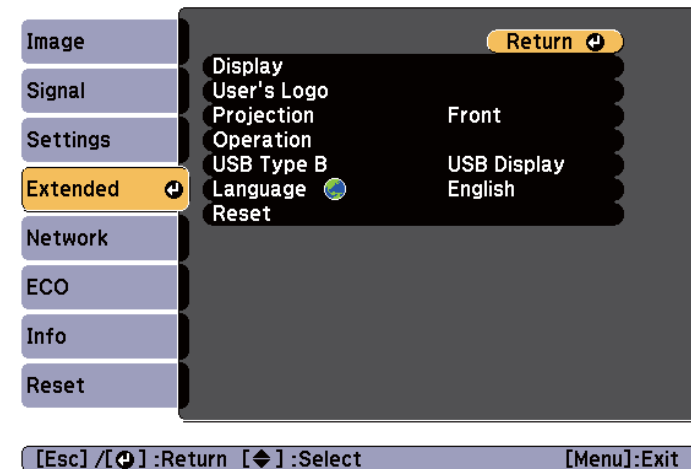 Image
Signal
Settings
Extended
Network
ECO
Info
Reset
Return
Display
User's Logo
Projection Front
Operation
USB Type B USB Display
Language English
Reset
[Esc] /[ ] :Return [ ] :Select [Menu]:Exit